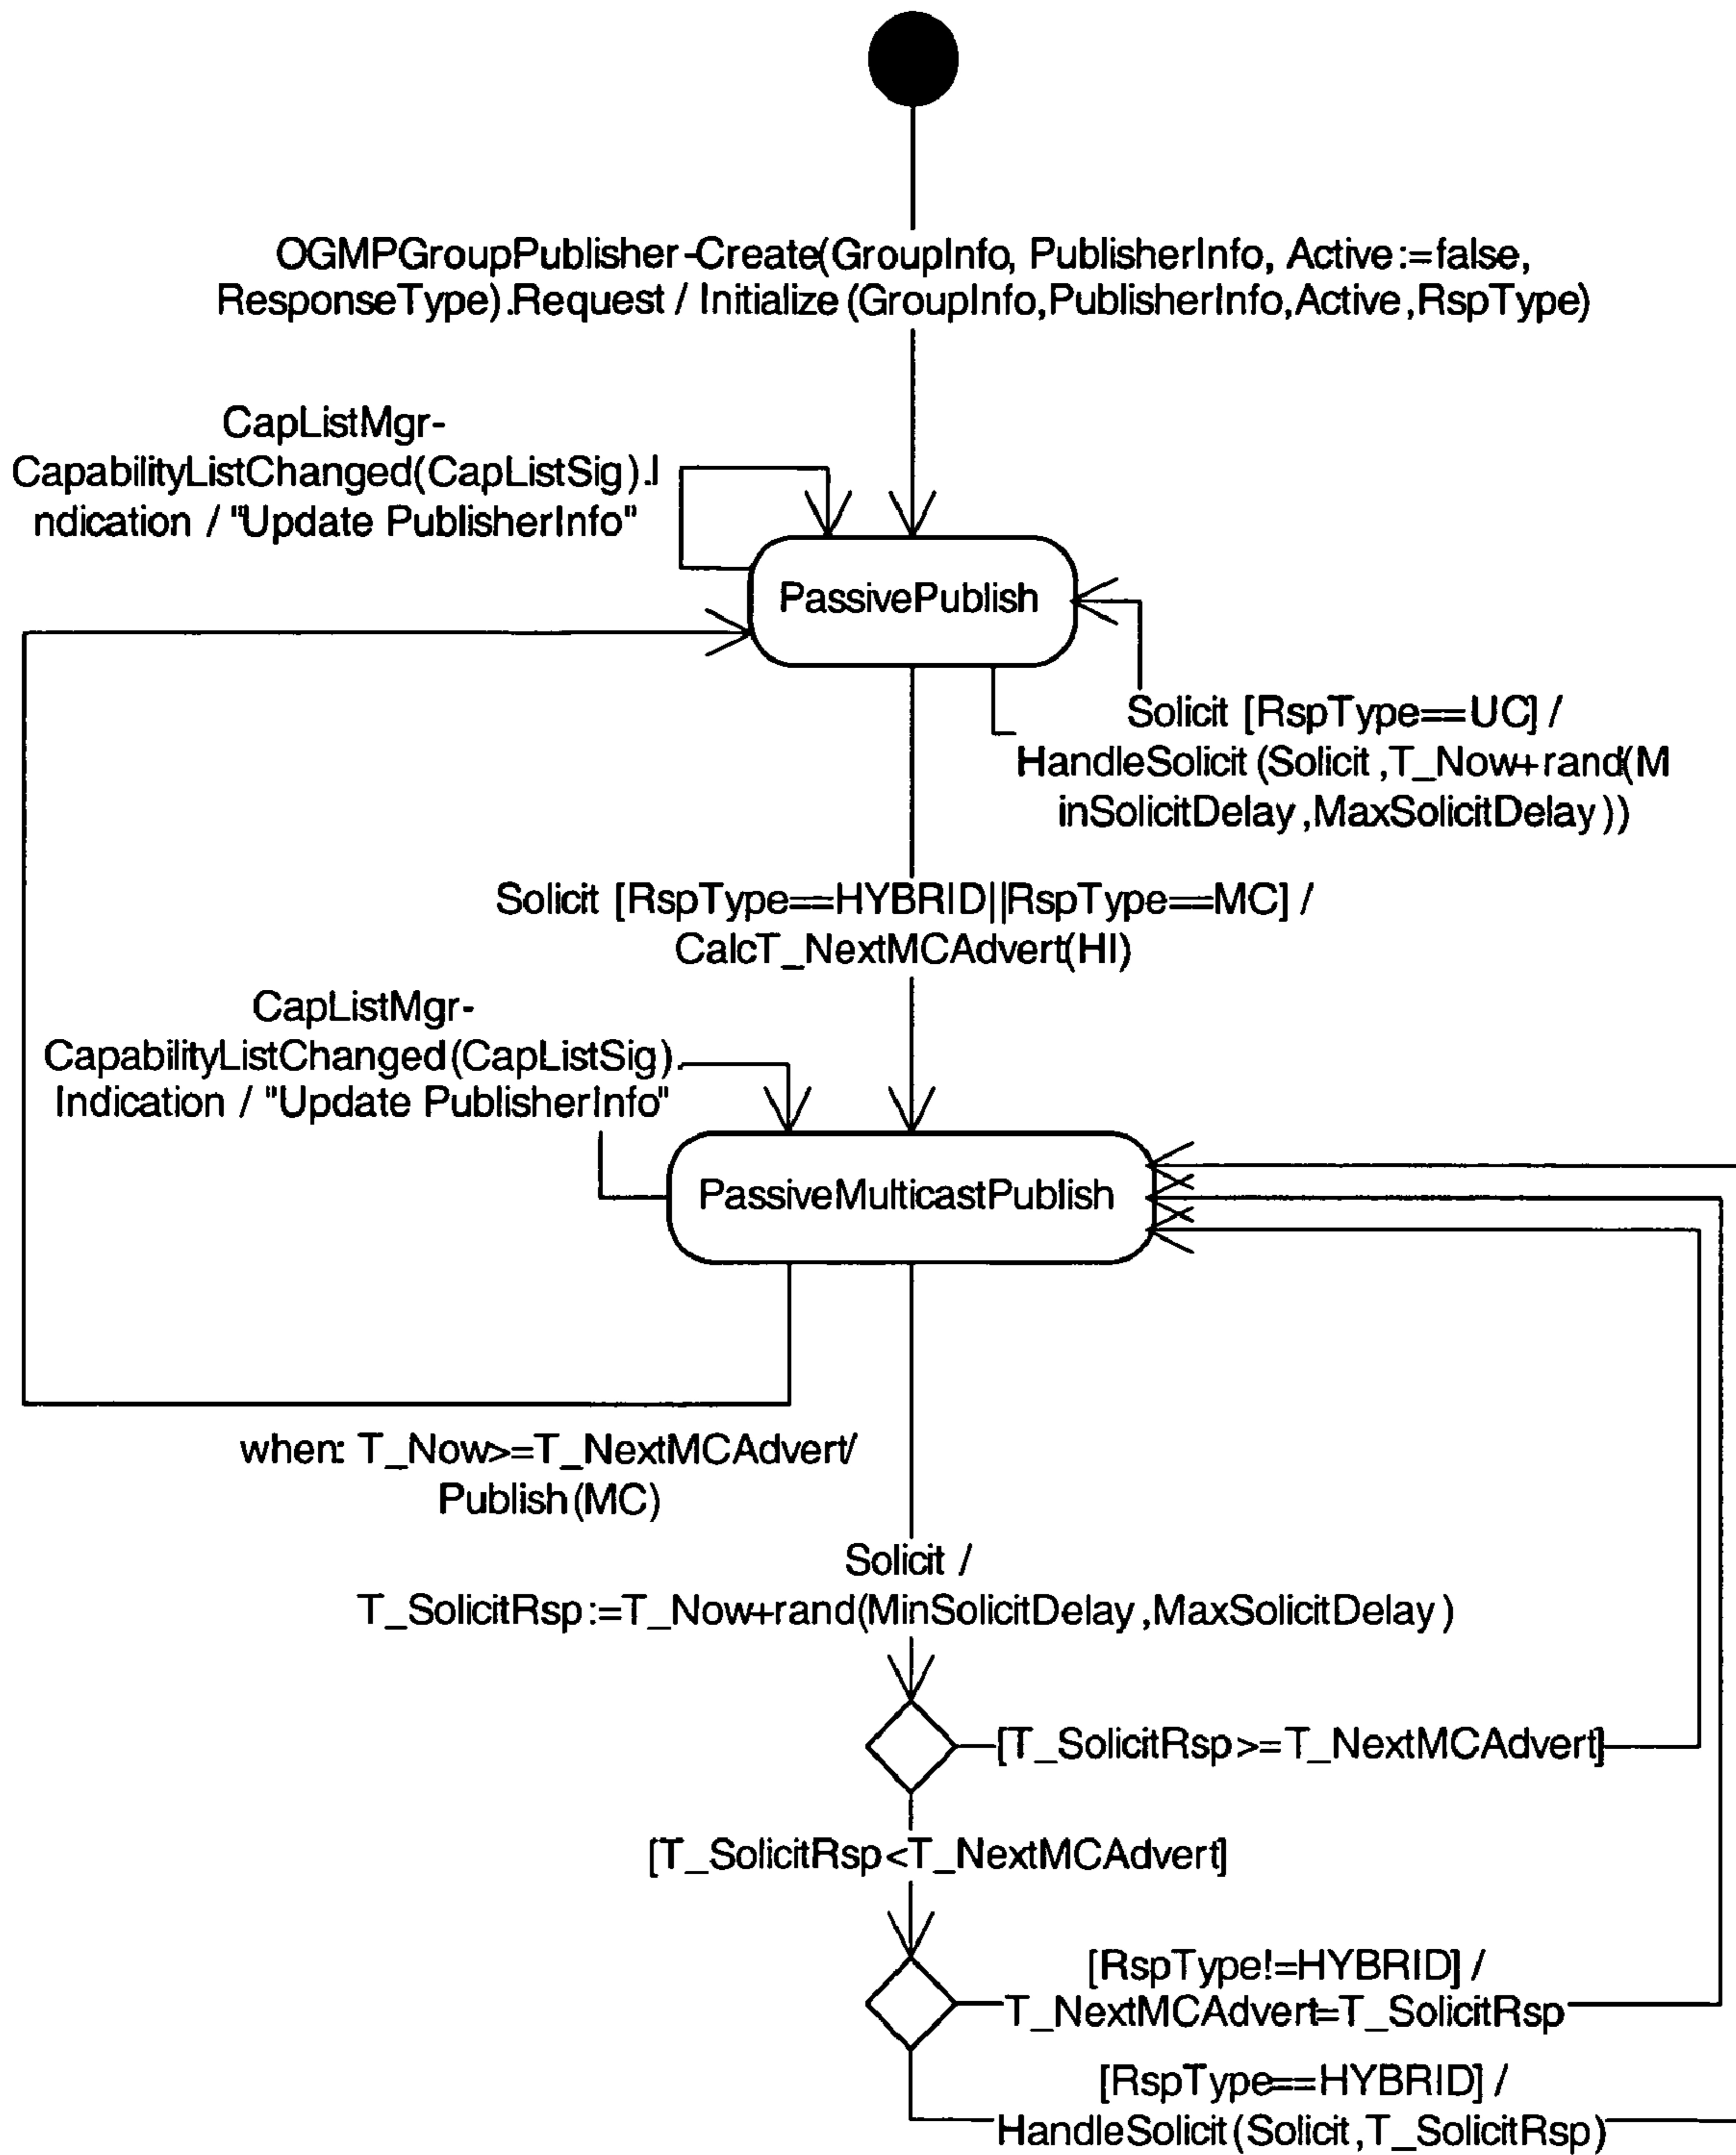 OGMPGroupPublisher-Create(GroupInfo, PublisherInfo, Active:=false,
ResponseType).Request / Initialize(GroupInfo,PublisherInfo,Active,RspType)
CapListMgr-
CapabilityListChanged(CapListSig).I
ndication / "Update PublisherInfo"
PassivePublish
Solicit [RspType==UC] /
HandleSolicit(Solicit,T_Now+rand(M
inSolicitDelay,MaxSolicitDelay))
Solicit [RspType==HYBRID||RspType==MC] /
CalcT_NextMCAdvert(HI)
CapListMgr-
CapabilityListChanged(CapListSig).
Indication / "Update PublisherInfo"
PassiveMulticastPublish
when: T_Now>=T_NextMCAdvert/
Publish(MC)
Solicit /
T_SolicitRsp:=T_Now+rand(MinSolicitDelay,MaxSolicitDelay)
[T_SolicitRsp>=T_NextMCAdvert]
[T_SolicitRsp<T_NextMCAdvert]
[RspType!=HYBRID] /
T_NextMCAdvert=T_SolicitRsp
[RspType==HYBRID] /
HandleSolicit(Solicit,T_SolicitRsp)